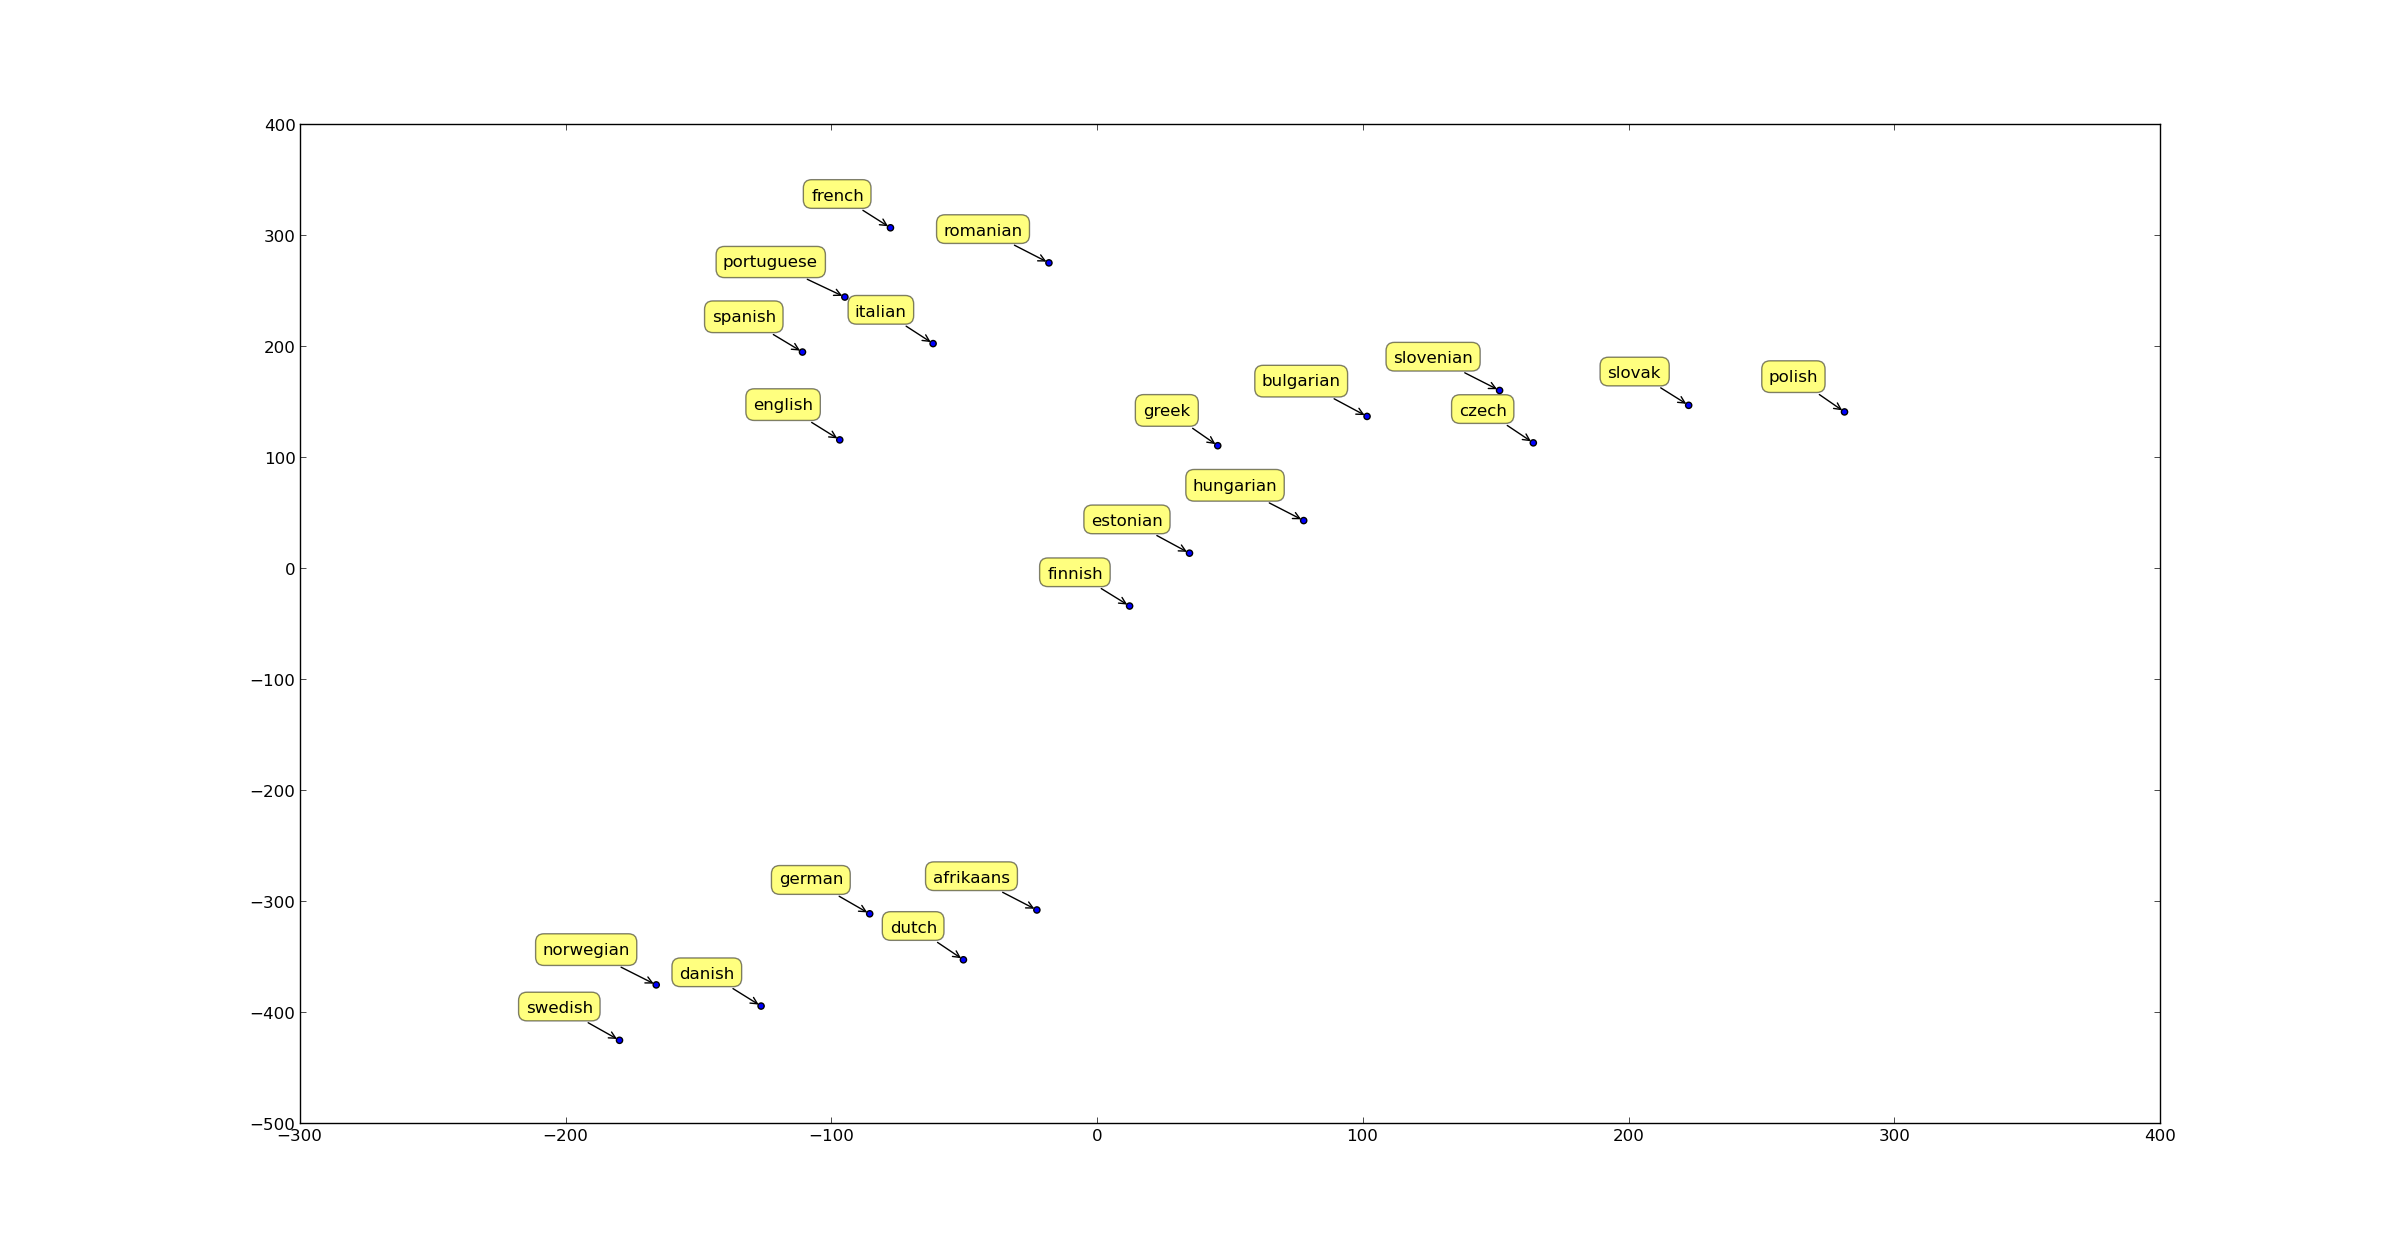 400
french
300
romanian
portuguese
italian
spanish
slovenian
200
slovak
polish
bulgarian
english
greek
czech
100
hungarian
estonian
finnish
0
−100
−200
german
afrikaans
−300
dutch
norwegian
danish
swedish
−400
−500
−300 −200 −100 0 100 200 300 400